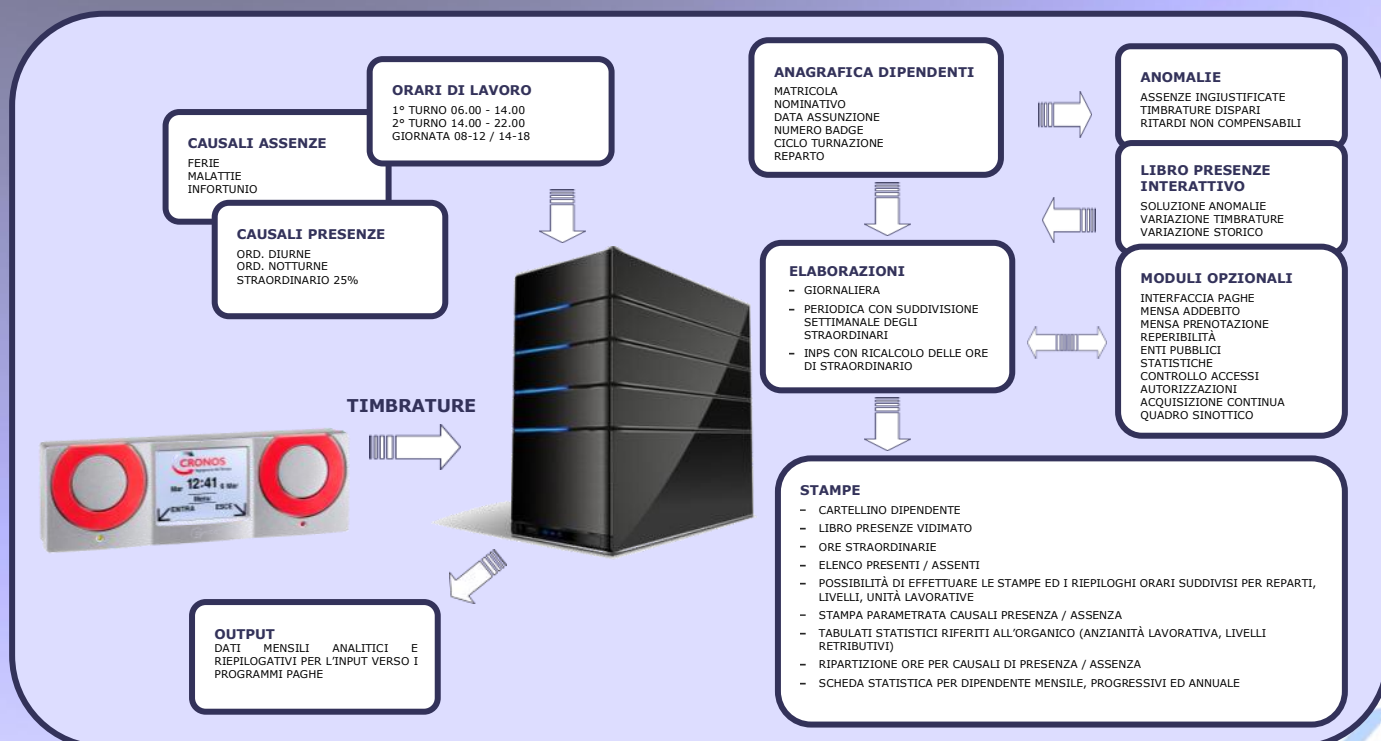 ORARI DI LAVORO
1° TURNO 06.00 - 14.00
2° TURNO 14.00 - 22.00
GIORNATA 08-12 / 14-18
CAUSALI ASSENZE
FERIE
MALATTIE
INFORTUNIO
CAUSALI PRESENZE
ORD. DIURNE
ORD. NOTTURNE
STRAORDINARIO 25%
TIMBRATURE
CRONOS
Mar 12:41 6 Mar
Menu
ENTRA ESCE
OUTPUT
DATI MENSILI ANALITICI E
RIEPILOGATIVI PER L'INPUT VERSO I
PROGRAMMI PAGHE
ANAGRAFICA DIPENDENTI
MATRICOLA
NOMINATIVO
DATA ASSUNZIONE
NUMERO BADGE
CICLO TURNAZIONE
REPARTO
ANOMALIE
ASSENZE INGIUSTIFICATE
TIMBRATURE DISPARI
RITARDI NON COMPENSABILI
LIBRO PRESENZE
INTERATTIVO
SOLUZIONE ANOMALIE
VARIAZIONE TIMBRATURE
VARIAZIONE STORICO
ELABORAZIONI
- GIORNALIERA
- PERIODICA CON SUDDIVISIONE
SETTIMANALE DEGLI
STRAORDINARI
- INPS CON RICALCOLO DELLE ORE
DI STRAORDINARIO
MODULI OPZIONALI
INTERFACCIA PAGHE
MENSA ADDEBITO
MENSA PRENOTAZIONE
REPERIBILITÀ
ENTI PUBBLICI
STATISTICHE
CONTROLLO ACCESSI
AUTORIZZAZIONI
ACQUISIZIONE CONTINUA
QUADRO SINOTTICO
STAMPE
- CARTELLINO DIPENDENTE
- LIBRO PRESENZE VIDIMATO
- ORE STRAORDINARIE
- ELENCO PRESENTI / ASSENTI
- POSSIBILITÀ DI EFFETTUARE LE STAMPE ED I RIEPILOGHI ORARI SUDDIVISI PER REPARTI,
LIVELLI, UNITÀ LAVORATIVE
- STAMPA PARAMETRATA CAUSALI PRESENZA / ASSENZA
- TABULATI STATISTICI RIFERITI ALL'ORGANICO (ANZIANITÀ LAVORATIVA, LIVELLI
RETRIBUTIVI)
- RIPARTIZIONE ORE PER CAUSALI DI PRESENZA / ASSENZA
- SCHEDA STATISTICA PER DIPENDENTE MENSILE, PROGRESSIVI ED ANNUALE